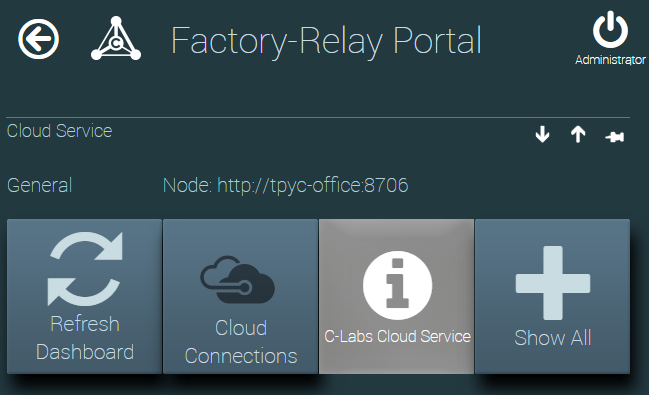 Factory-Relay Portal
Administrator
Cloud Service
General
Node: http://tpyc-office:8706
Refresh
Dashboard
Cloud
Connections
C-Labs Cloud Service
Show All